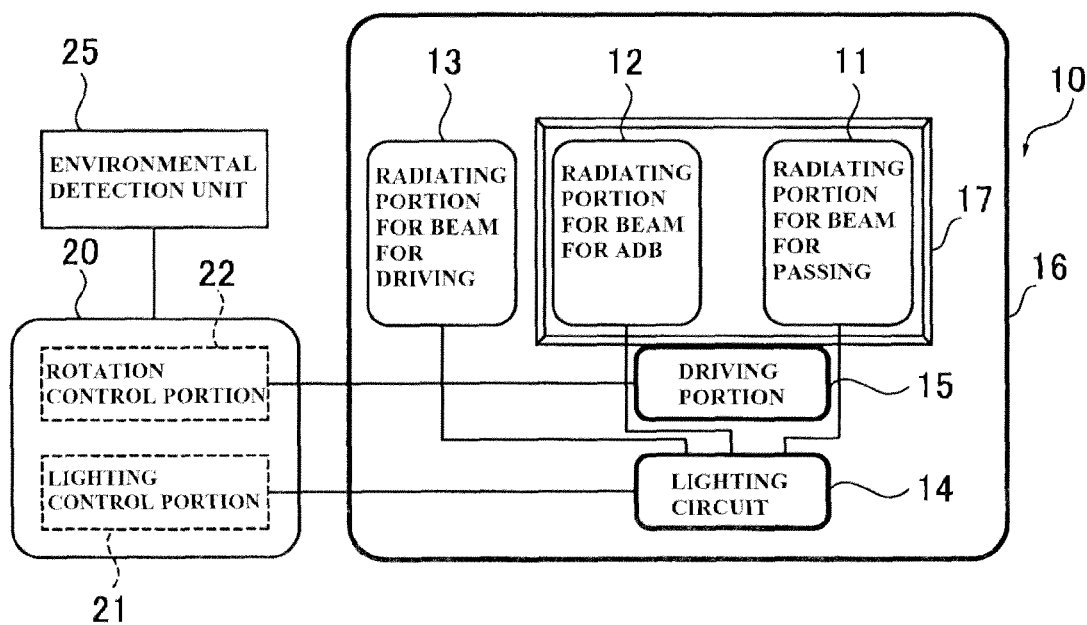 25
13
12
11
10
ENVIRONMENTAL
DETECTION UNIT
RADIATING
PORTION
FOR BEAM
FOR
DRIVING
RADIATING
PORTION
FOR BEAM
FOR ADB
RADIATING
PORTION
FOR BEAM
FOR
PASSING
17
16
20
22
ROTATION
CONTROL PORTION
DRIVING
PORTION
15
LIGHTING
CONTROL PORTION
LIGHTING
CIRCUIT
14
21